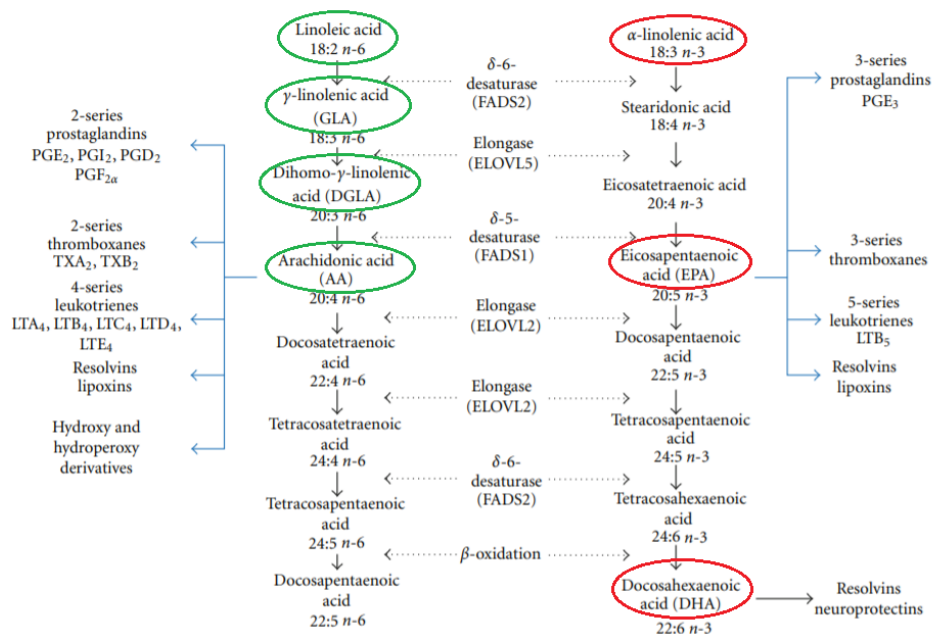 Linoleic acid
18:2 n-6
γ-linolenic acid
(GLA)
18:3 n-6
Dihomo-γ-linolenic
acid (DGLA)
20:3 n-6
Arachidonic acid
(AA)
20:4 n-6
Docosatetraenoic
acid
22:4 n-6
Tetracosatetraenoic
acid
24:4 n-6
Tetracosapentaenoic
acid
24:5 n-6
Docosapentaenoic
acid
22:5 n-6
2-series
prostaglandins
PGE₂, PGI₂, PGD₂
PGF₂α
2-series
thromboxanes
TXA₂, TXB₂
4-series
leukotrienes
LTA₄, LTB₄, LTC₄, LTD₄,
LTE₄
Resolvins
lipoxins
Hydroxy and
hydroperoxy
derivatives
δ-6-
desaturase
(FADS2)
Elongase
(ELOVL5)
δ-5-
desaturase
(FADS1)
Elongase
(ELOVL2)
Elongase
(ELOVL2)
δ-6-
desaturase
(FADS2)
β-oxidation
α-linolenic acid
18:3 n-3
Stearidonic acid
18:4 n-3
Eicosatetraenoic acid
20:4 n-3
Eicosapentaenoic
acid (EPA)
20:5 n-3
Docosapentaenoic
acid
22:5 n-3
Tetracosapentaenoic
acid
24:5 n-3
Tetracosahexaenoic
acid
24:6 n-3
Docosahexaenoic
acid (DHA)
22:6 n-3
3-series
prostaglandins
PGE₃
3-series
thromboxanes
5-series
leukotrienes
LTB₅
Resolvins
lipoxins
Resolvins
neuroprotectins